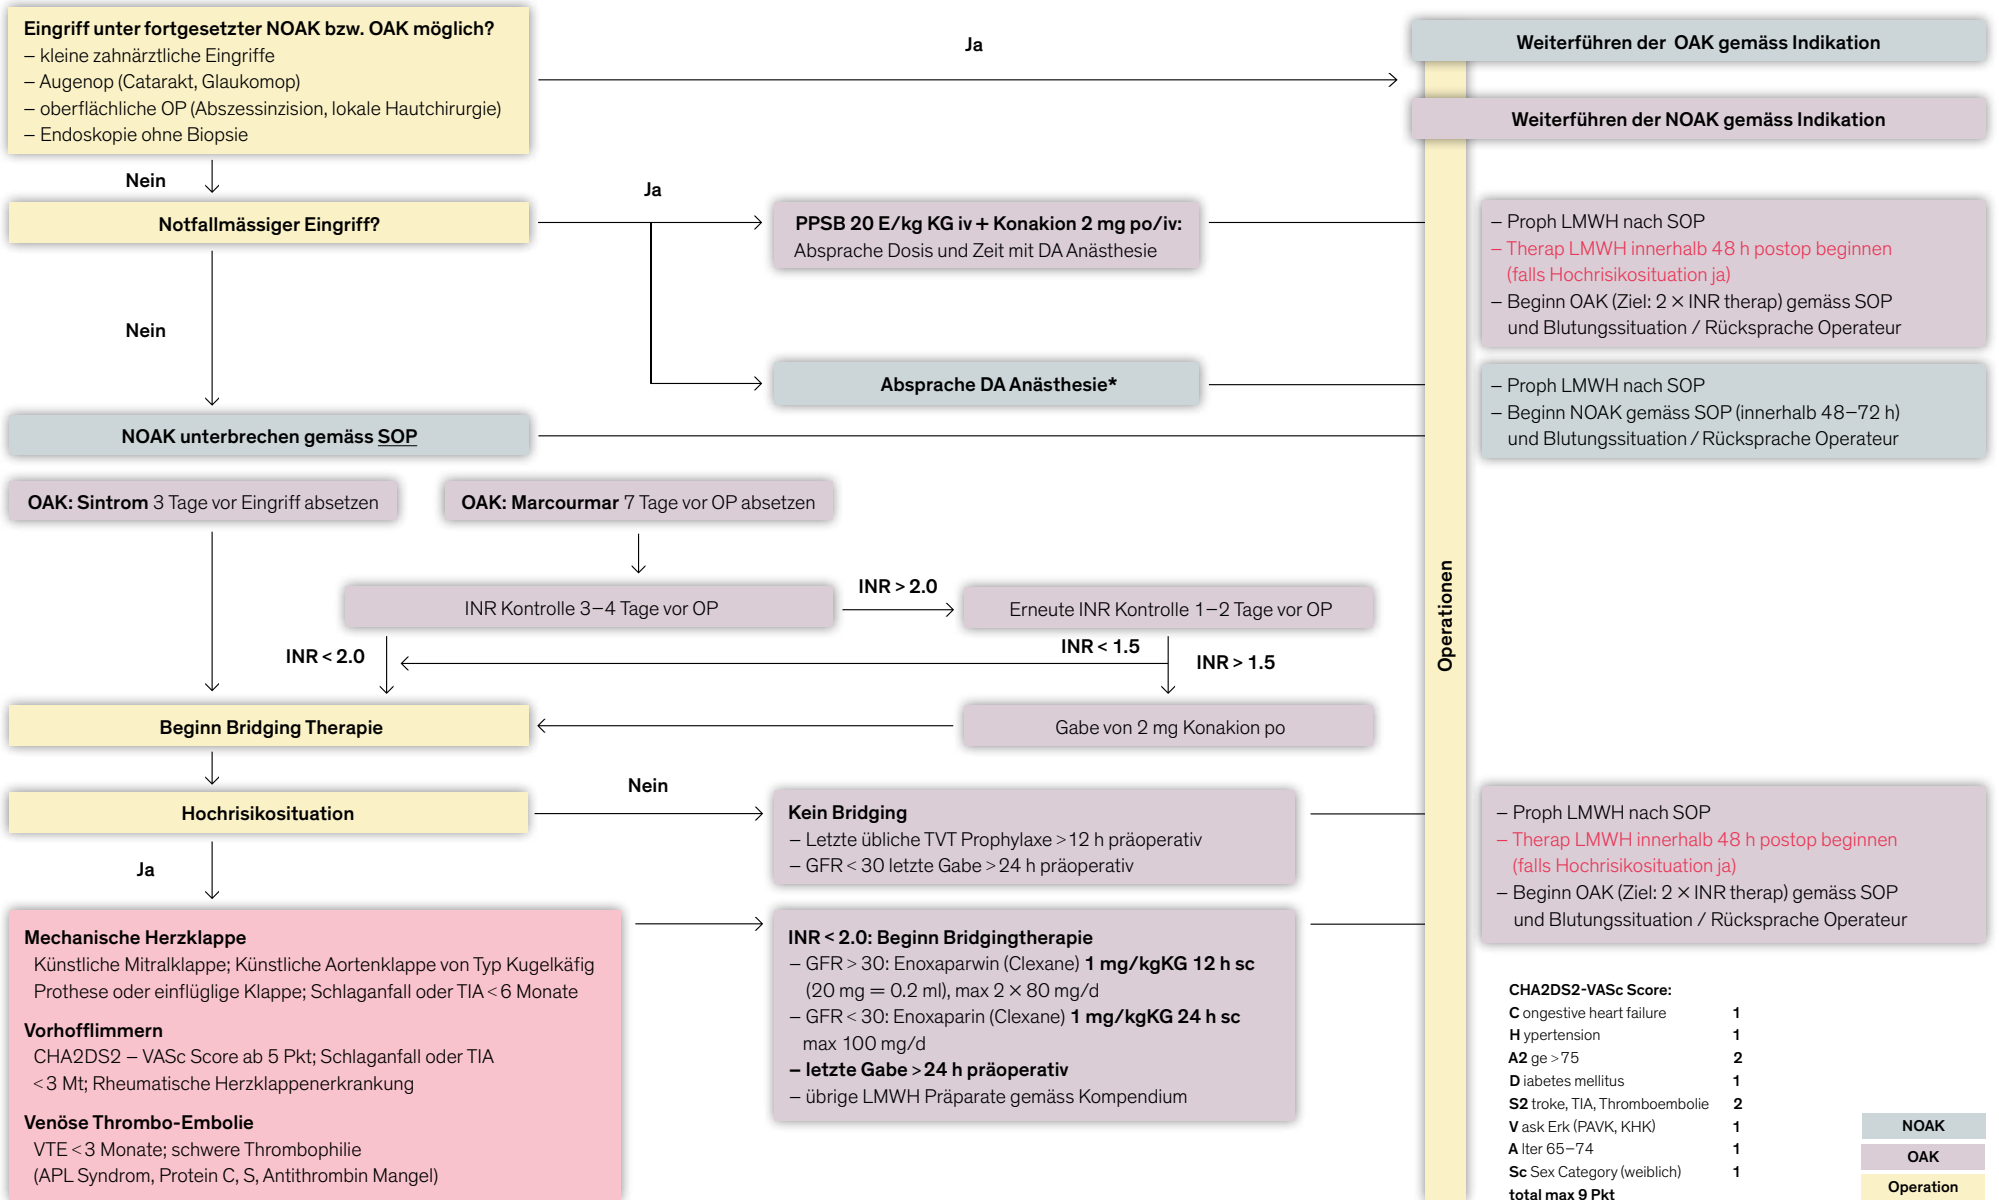 Eingriff unter fortgesetzter NOAK bzw. OAK möglich?
– kleine zahnärztliche Eingriffe
– Augenop (Catarakt, Glaukomop)
– oberflächliche OP (Abszessinzision, lokale Hautchirurgie)
– Endoskopie ohne Biopsie
Ja
Weiterführen der OAK gemäss Indikation
Weiterführen der NOAK gemäss Indikation
Nein
Notfallmässiger Eingriff?
Ja
PPSB 20 E/kg KG iv + Konakion 2 mg po/iv:
Absprache Dosis und Zeit mit DA Anästhesie
– Proph LMWH nach SOP
– Therap LMWH innerhalb 48 h postop beginnen
(falls Hochrisikosituation ja)
– Beginn OAK (Ziel: 2 × INR therap) gemäss SOP
und Blutungssituation / Rücksprache Operateur
Nein
Absprache DA Anästhesie*
– Proph LMWH nach SOP
– Beginn NOAK gemäss SOP (innerhalb 48–72 h)
und Blutungssituation / Rücksprache Operateur
NOAK unterbrechen gemäss SOP
OAK: Sintrom 3 Tage vor Eingriff absetzen
OAK: Marcourmar 7 Tage vor OP absetzen
INR Kontrolle 3–4 Tage vor OP
INR > 2.0
Erneute INR Kontrolle 1–2 Tage vor OP
INR < 2.0
INR < 1.5
INR > 1.5
Operationen
Beginn Bridging Therapie
Gabe von 2 mg Konakion po
Hochrisikosituation
Nein
Kein Bridging
– Letzte übliche TVT Prophylaxe > 12 h präoperativ
– GFR < 30 letzte Gabe > 24 h präoperativ
– Proph LMWH nach SOP
– Therap LMWH innerhalb 48 h postop beginnen
(falls Hochrisikosituation ja)
– Beginn OAK (Ziel: 2 × INR therap) gemäss SOP
und Blutungssituation / Rücksprache Operateur
Ja
Mechanische Herzklappe
Künstliche Mitralklappe; Künstliche Aortenklappe von Typ Kugelkäfig
Prothese oder einflüglige Klappe; Schlaganfall oder TIA < 6 Monate
Vorhofflimmern
CHA2DS2 – VASc Score ab 5 Pkt; Schlaganfall oder TIA
< 3 Mt; Rheumatische Herzklappenerkrankung
Venöse Thrombo-Embolie
VTE < 3 Monate; schwere Thrombophilie
(APL Syndrom, Protein C, S, Antithrombin Mangel)
INR < 2.0: Beginn Bridgingtherapie
– GFR > 30: Enoxaparwin (Clexane) 1 mg/kgKG 12 h sc
(20 mg = 0.2 ml), max 2 × 80 mg/d
– GFR < 30: Enoxaparin (Clexane) 1 mg/kgKG 24 h sc
max 100 mg/d
– letzte Gabe > 24 h präoperativ
– übrige LMWH Präparate gemäss Kompendium
CHA2DS2-VASc Score:
C ongestive heart failure 1
H ypertension 1
A2 ge > 75 2
D iabetes mellitus 1
S2 troke, TIA, Thromboembolie 2
V ask Erk (PAVK, KHK) 1
A lter 65–74 1
Sc Sex Category (weiblich) 1
total max 9 Pkt
NOAK
OAK
Operation